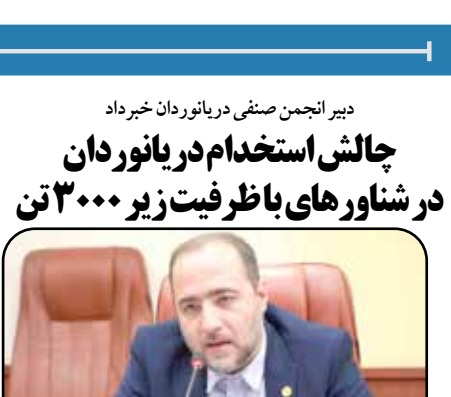 دبیر انجمن صنفی دریانوردان خبرداد
چالش استخدام دریانوردان
در شناورهای با ظرفیت زیر ۳۰۰۰ تن